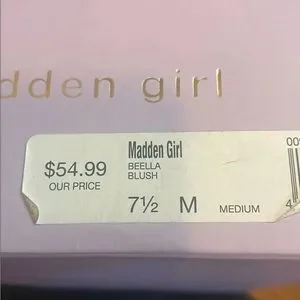 dden girl
Madden Girl
BEELLA
BLUSH
$54.99
OUR PRICE
7½ M MEDIUM